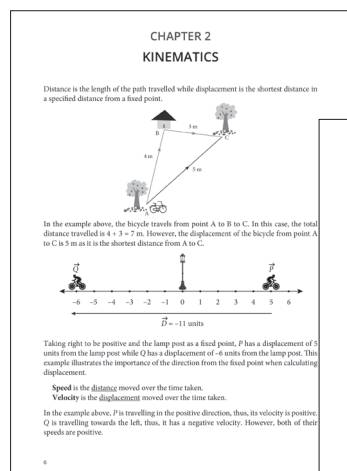 CHAPTER 2
KINEMATICS
Distance is the length of the path travelled while displacement is the shortest distance in
a specified distance from a fixed point.
B
3 m
C
4 m
5 m
A
In the example above, the bicycle travels from point A to B to C. In this case, the total
distance travelled is 4 + 3 = 7 m. However, the displacement of the bicycle from point A
to C is 5 m as it is the shortest distance from A to C.
Q P
–6 –5 –4 –3 –2 –1 0 1 2 3 4 5 6
D = –11 units
Taking right to be positive and the lamp post as a fixed point, P has a displacement of 5
units from the lamp post while Q has a displacement of –6 units from the lamp post. This
example illustrates the importance of the direction from the fixed point when calculating
displacement.
Speed is the distance moved over the time taken.
Velocity is the displacement moved over the time taken.
In the example above, P is travelling in the positive direction, thus, its velocity is positive.
Q is travelling towards the left, thus, it has a negative velocity. However, both of their
speeds are positive.
6